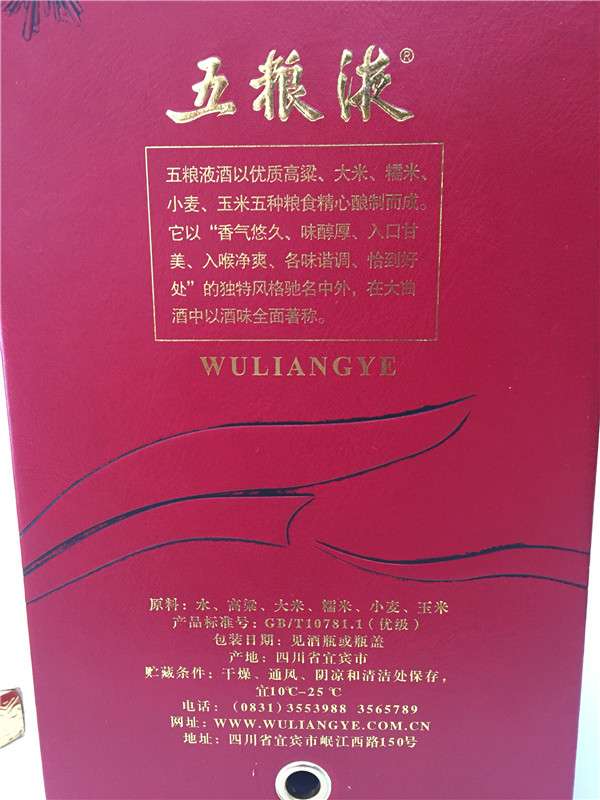 五粮液®
五粮液酒以优质高粱、大米、糯米、
小麦、玉米五种粮食精心酿制而成。
它以“香气悠久、味醇厚、入口甘
美、入喉净爽、各味谐调、恰到好
处”的独特风格驰名中外，在大曲
酒中以酒味全面著称。
WULIANGYE
原料：水、高粱、大米、糯米、小麦、玉米
产品标准号：GB/T10781.1（优级）
包装日期：见酒瓶或瓶盖
产地：四川省宜宾市
贮藏条件：干燥、通风、阴凉和清洁处保存，
宜10℃-25℃
电话：（0831）3553988 3565789
网址：WWW.WULIANGYE.COM.CN
地址：四川省宜宾市岷江西路150号